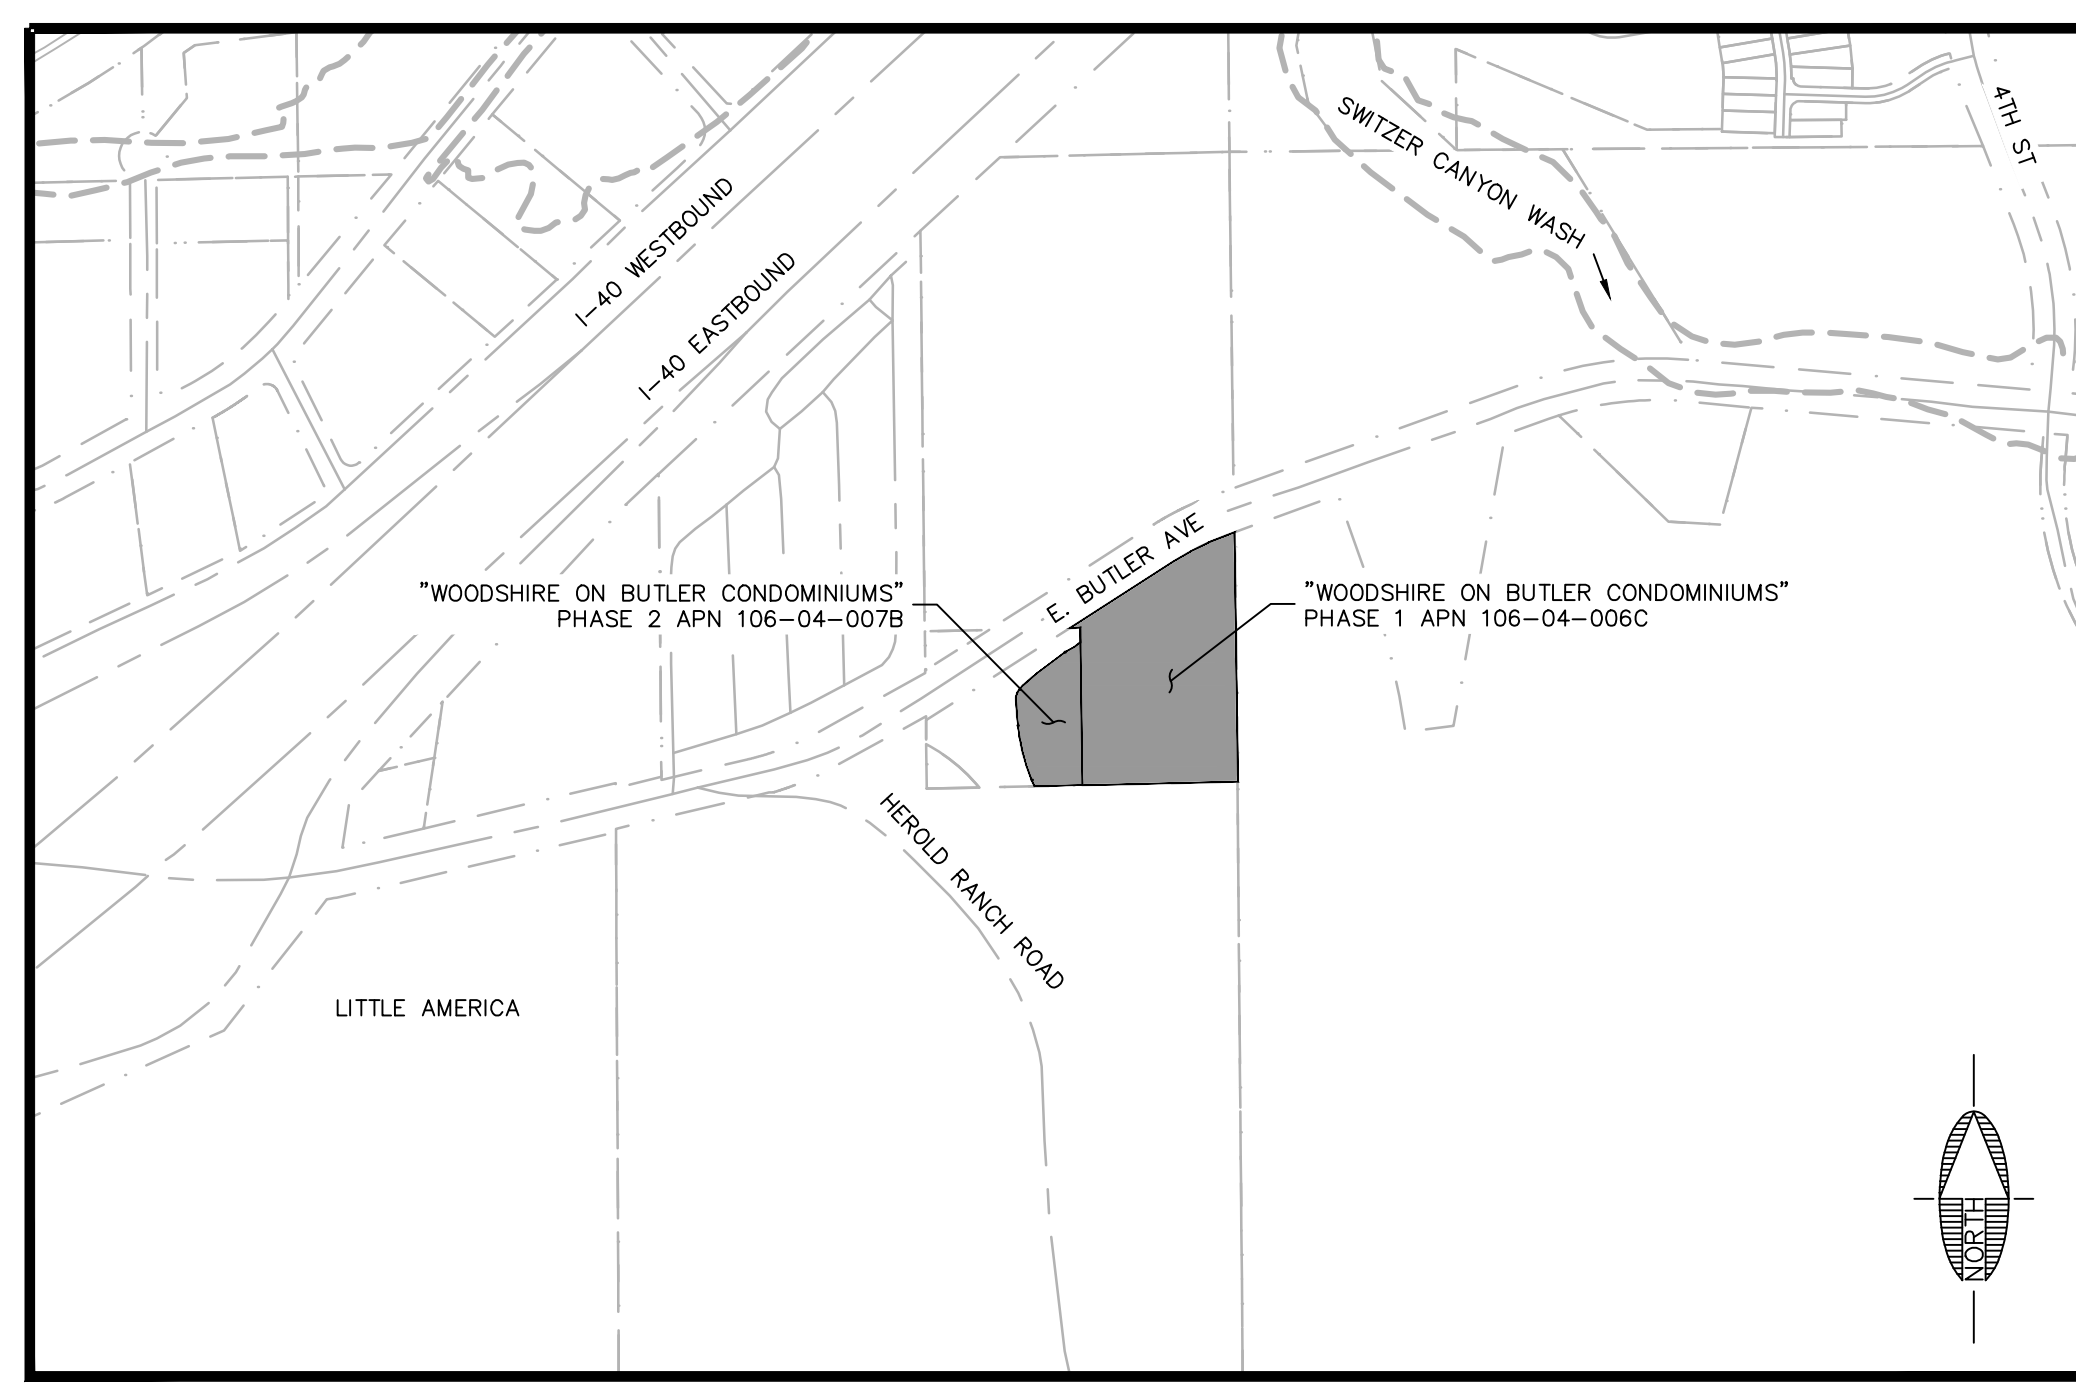 4TH ST
SWITZER CANYON WASH
I-40 WESTBOUND
I-40 EASTBOUND
E. BUTLER AVE
"WOODSHIRE ON BUTLER CONDOMINIUMS"
PHASE 2 APN 106-04-007B
"WOODSHIRE ON BUTLER CONDOMINIUMS"
PHASE 1 APN 106-04-006C
HEROLD RANCH ROAD
LITTLE AMERICA
NORTH